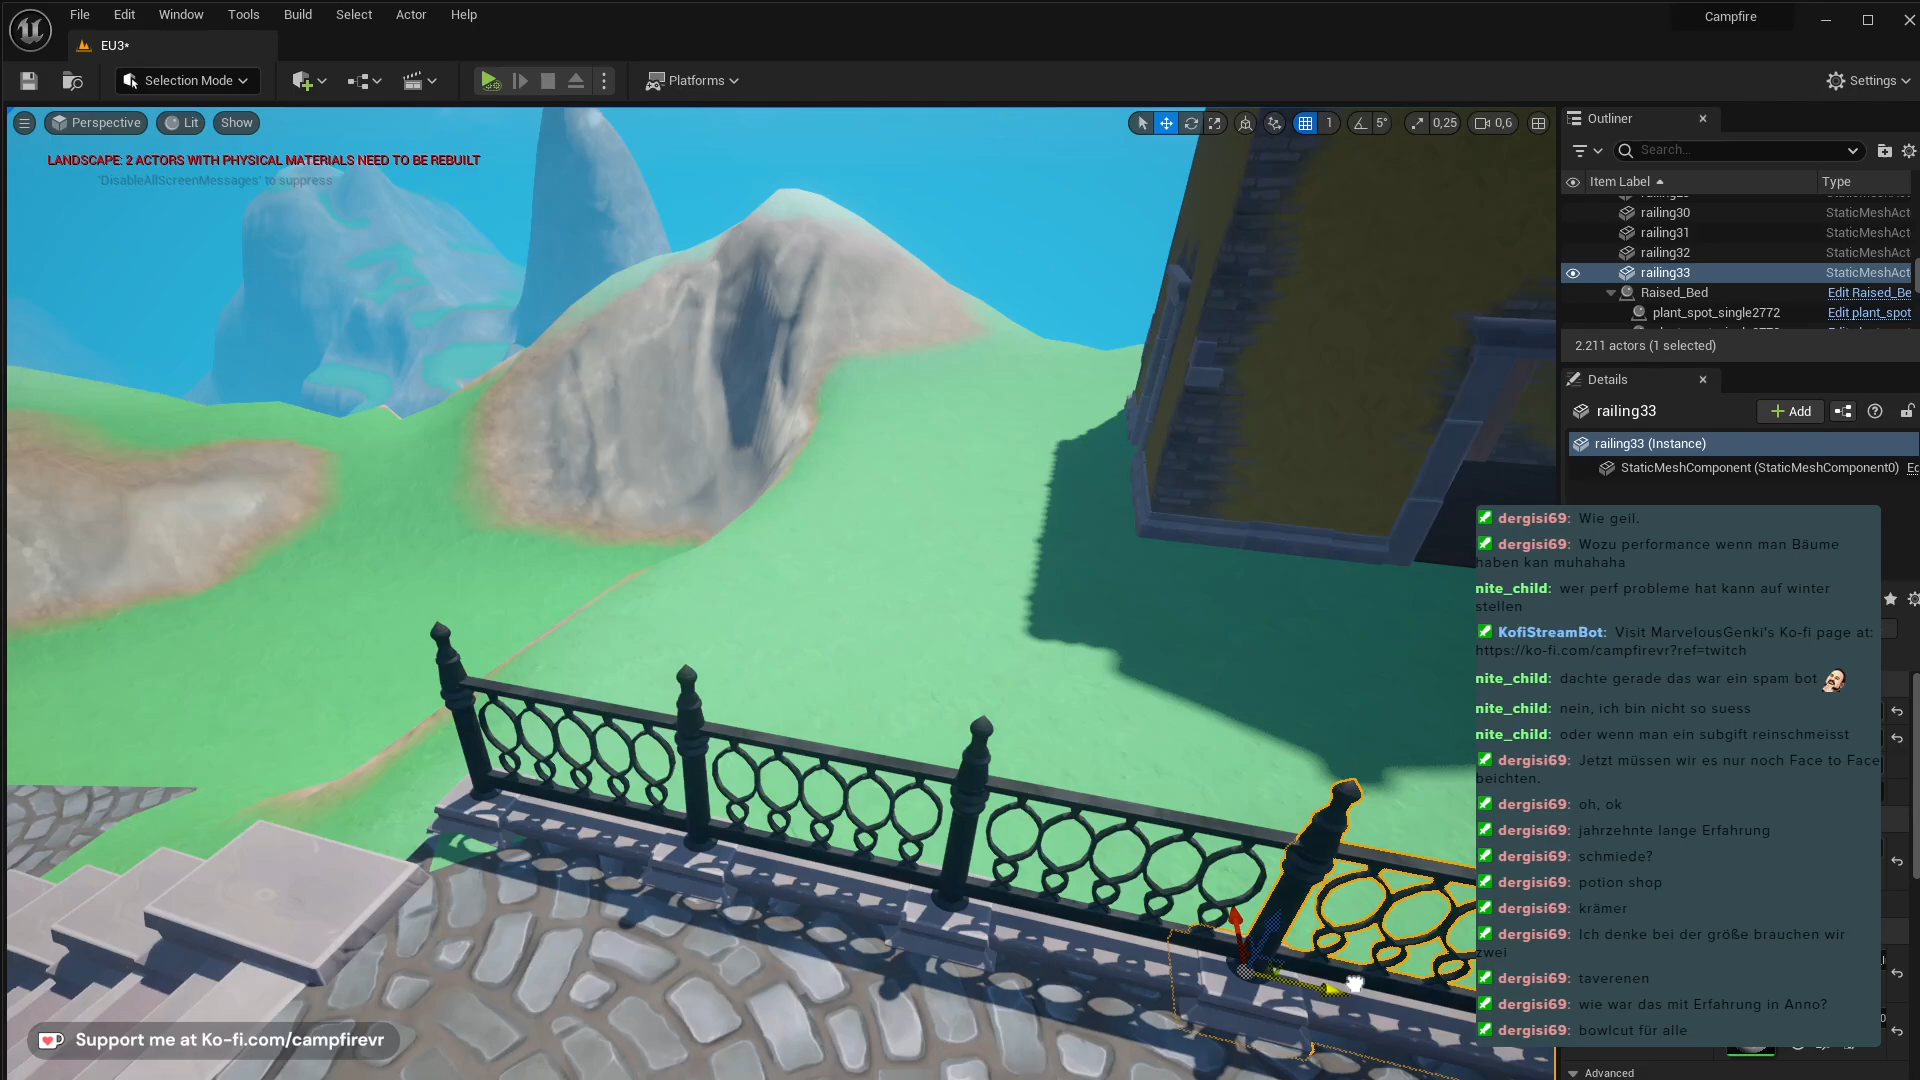 File Edit Window Tools Build Select Actor Help
Campfire
EU3*
Selection Mode
Platforms
Settings
Perspective Lit Show
1 5° 0,25 0,6
LANDSCAPE: 2 ACTORS WITH PHYSICAL MATERIALS NEED TO BE REBUILT
'DisableAllScreenMessages' to suppress
Outliner
Search...
Item Label Type
railing30 StaticMeshAct
railing31 StaticMeshAct
railing32 StaticMeshAct
railing33 StaticMeshAct
Raised_Bed Edit Raised_Be
plant_spot_single2772 Edit plant_spot
2.211 actors (1 selected)
Details
railing33
Add
railing33 (Instance)
StaticMeshComponent (StaticMeshComponent0)
dergisi69: Wie geil.
dergisi69: Wozu performance wenn man Bäume
haben kan muhahaha
nite_child: wer perf probleme hat kann auf winter
stellen
KofiStreamBot: Visit MarvelousGenki's Ko-fi page at:
https://ko-fi.com/campfirevr?ref=twitch
nite_child: dachte gerade das war ein spam bot
nite_child: nein, ich bin nicht so suess
nite_child: oder wenn man ein subgift reinschmeisst
dergisi69: Jetzt müssen wir es nur noch Face to Face
beichten.
dergisi69: oh, ok
dergisi69: jahrzehnte lange Erfahrung
dergisi69: schmiede?
dergisi69: potion shop
dergisi69: krämer
dergisi69: Ich denke bei der größe brauchen wir
zwei
dergisi69: taverenen
dergisi69: wie war das mit Erfahrung in Anno?
dergisi69: bowlcut für alle
Support me at Ko-fi.com/campfirevr
Advanced